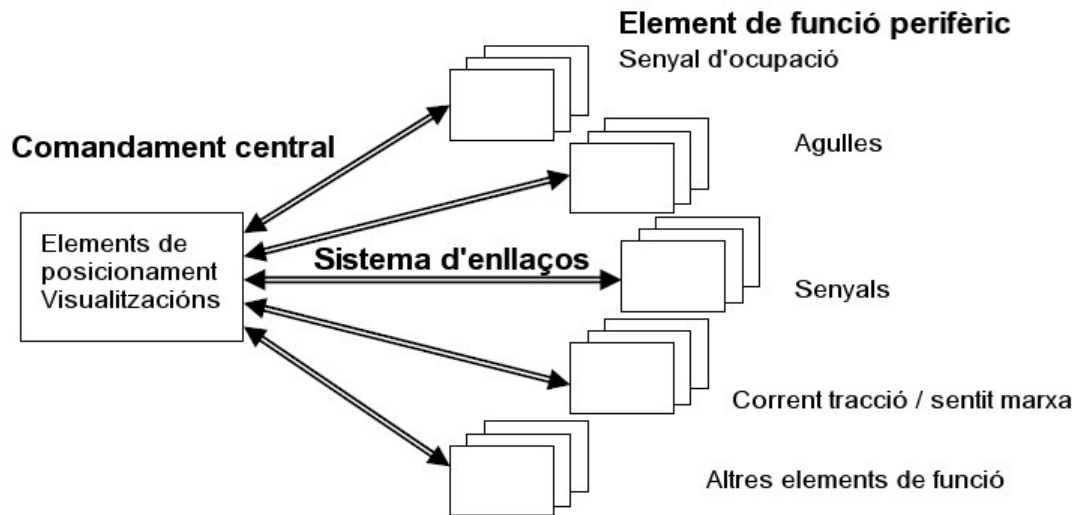 Element de funció perifèric
Senyal d'ocupació
Comandament central
Agulles
Elements de
posicionament
Visualitzacións
Sistema d'enllaços
Senyals
Corrent tracció / sentit marxa
Altres elements de funció